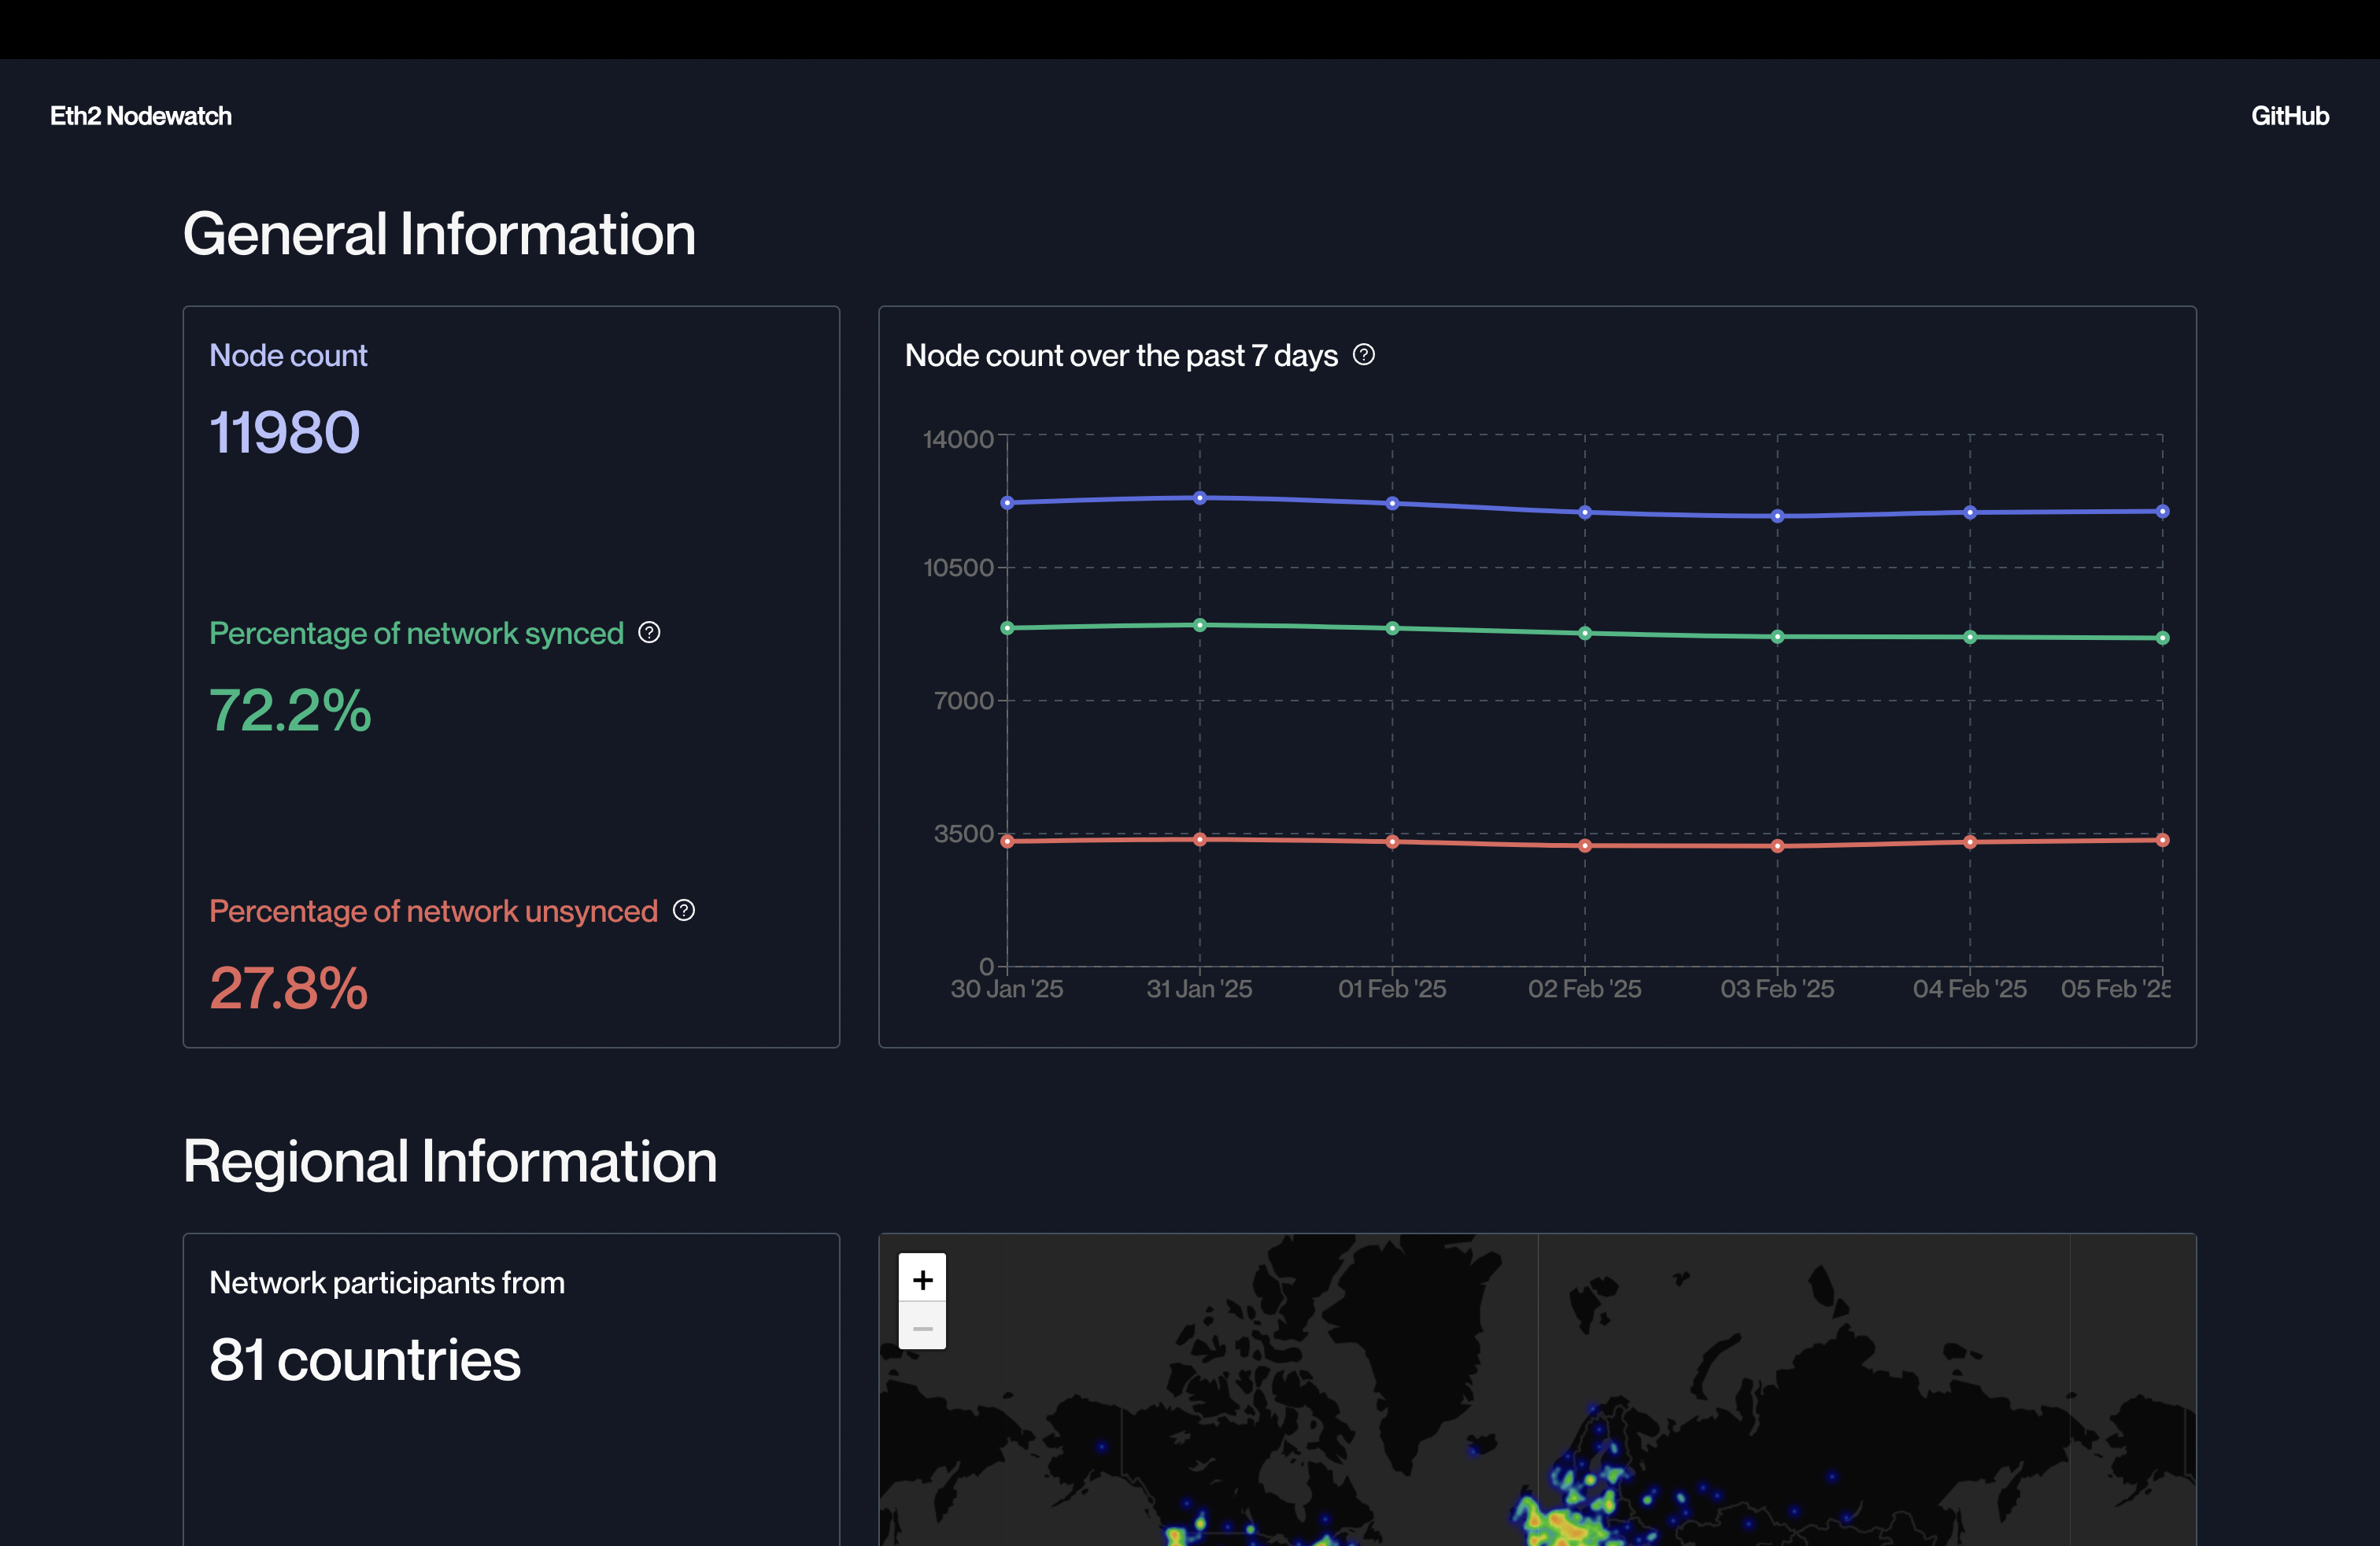 Eth2 Nodewatch
GitHub
General Information
Node count
11980
Percentage of network synced
72.2%
Percentage of network unsynced
27.8%
Node count over the past 7 days
14000
10500
7000
3500
0
30 Jan '25
31 Jan '25
01 Feb '25
02 Feb '25
03 Feb '25
04 Feb '25
05 Feb '25
Regional Information
Network participants from
81 countries
+
−